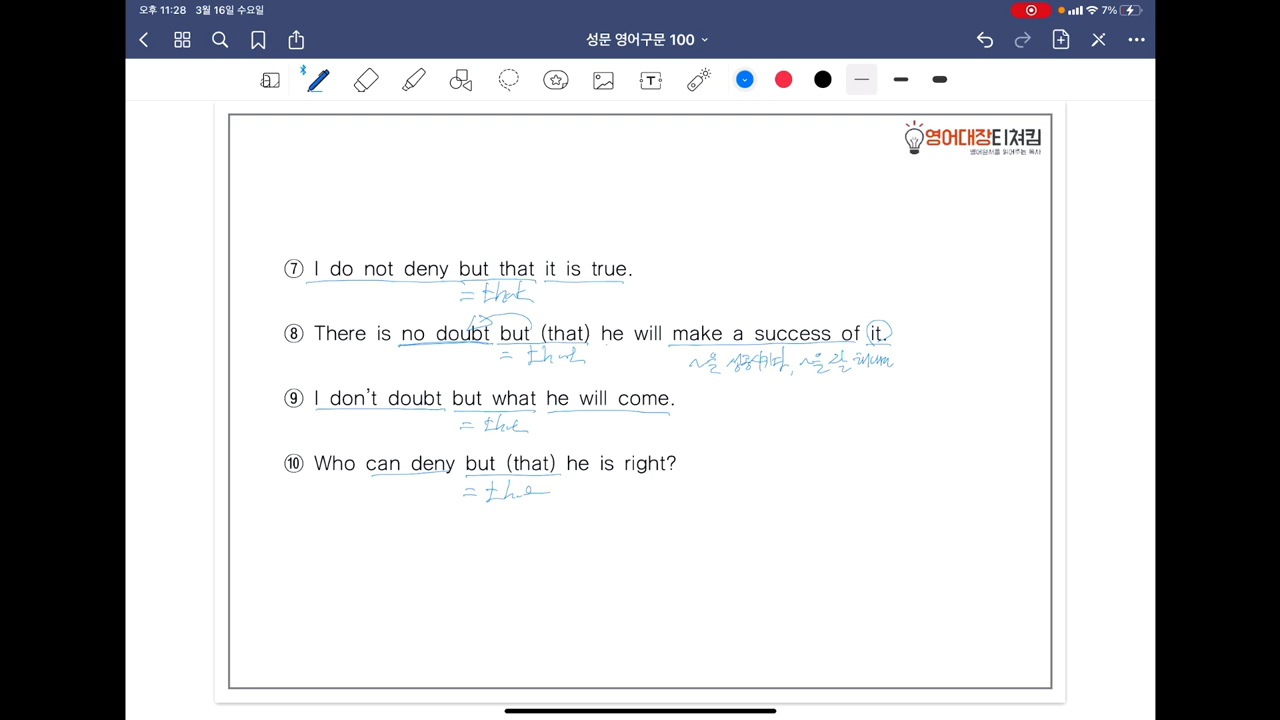 오후 11:28 3월 16일 수요일 7%
성문 영어구문 100
T
영어대장티쳐킴
⑦ I do not deny but that it is true.
= that
⑧ There is no doubt but (that) he will make a success of it.
= that ~을 성공시키다, ~을 잘 해내다
⑨ I don't doubt but what he will come.
= the
⑩ Who can deny but (that) he is right?
= the